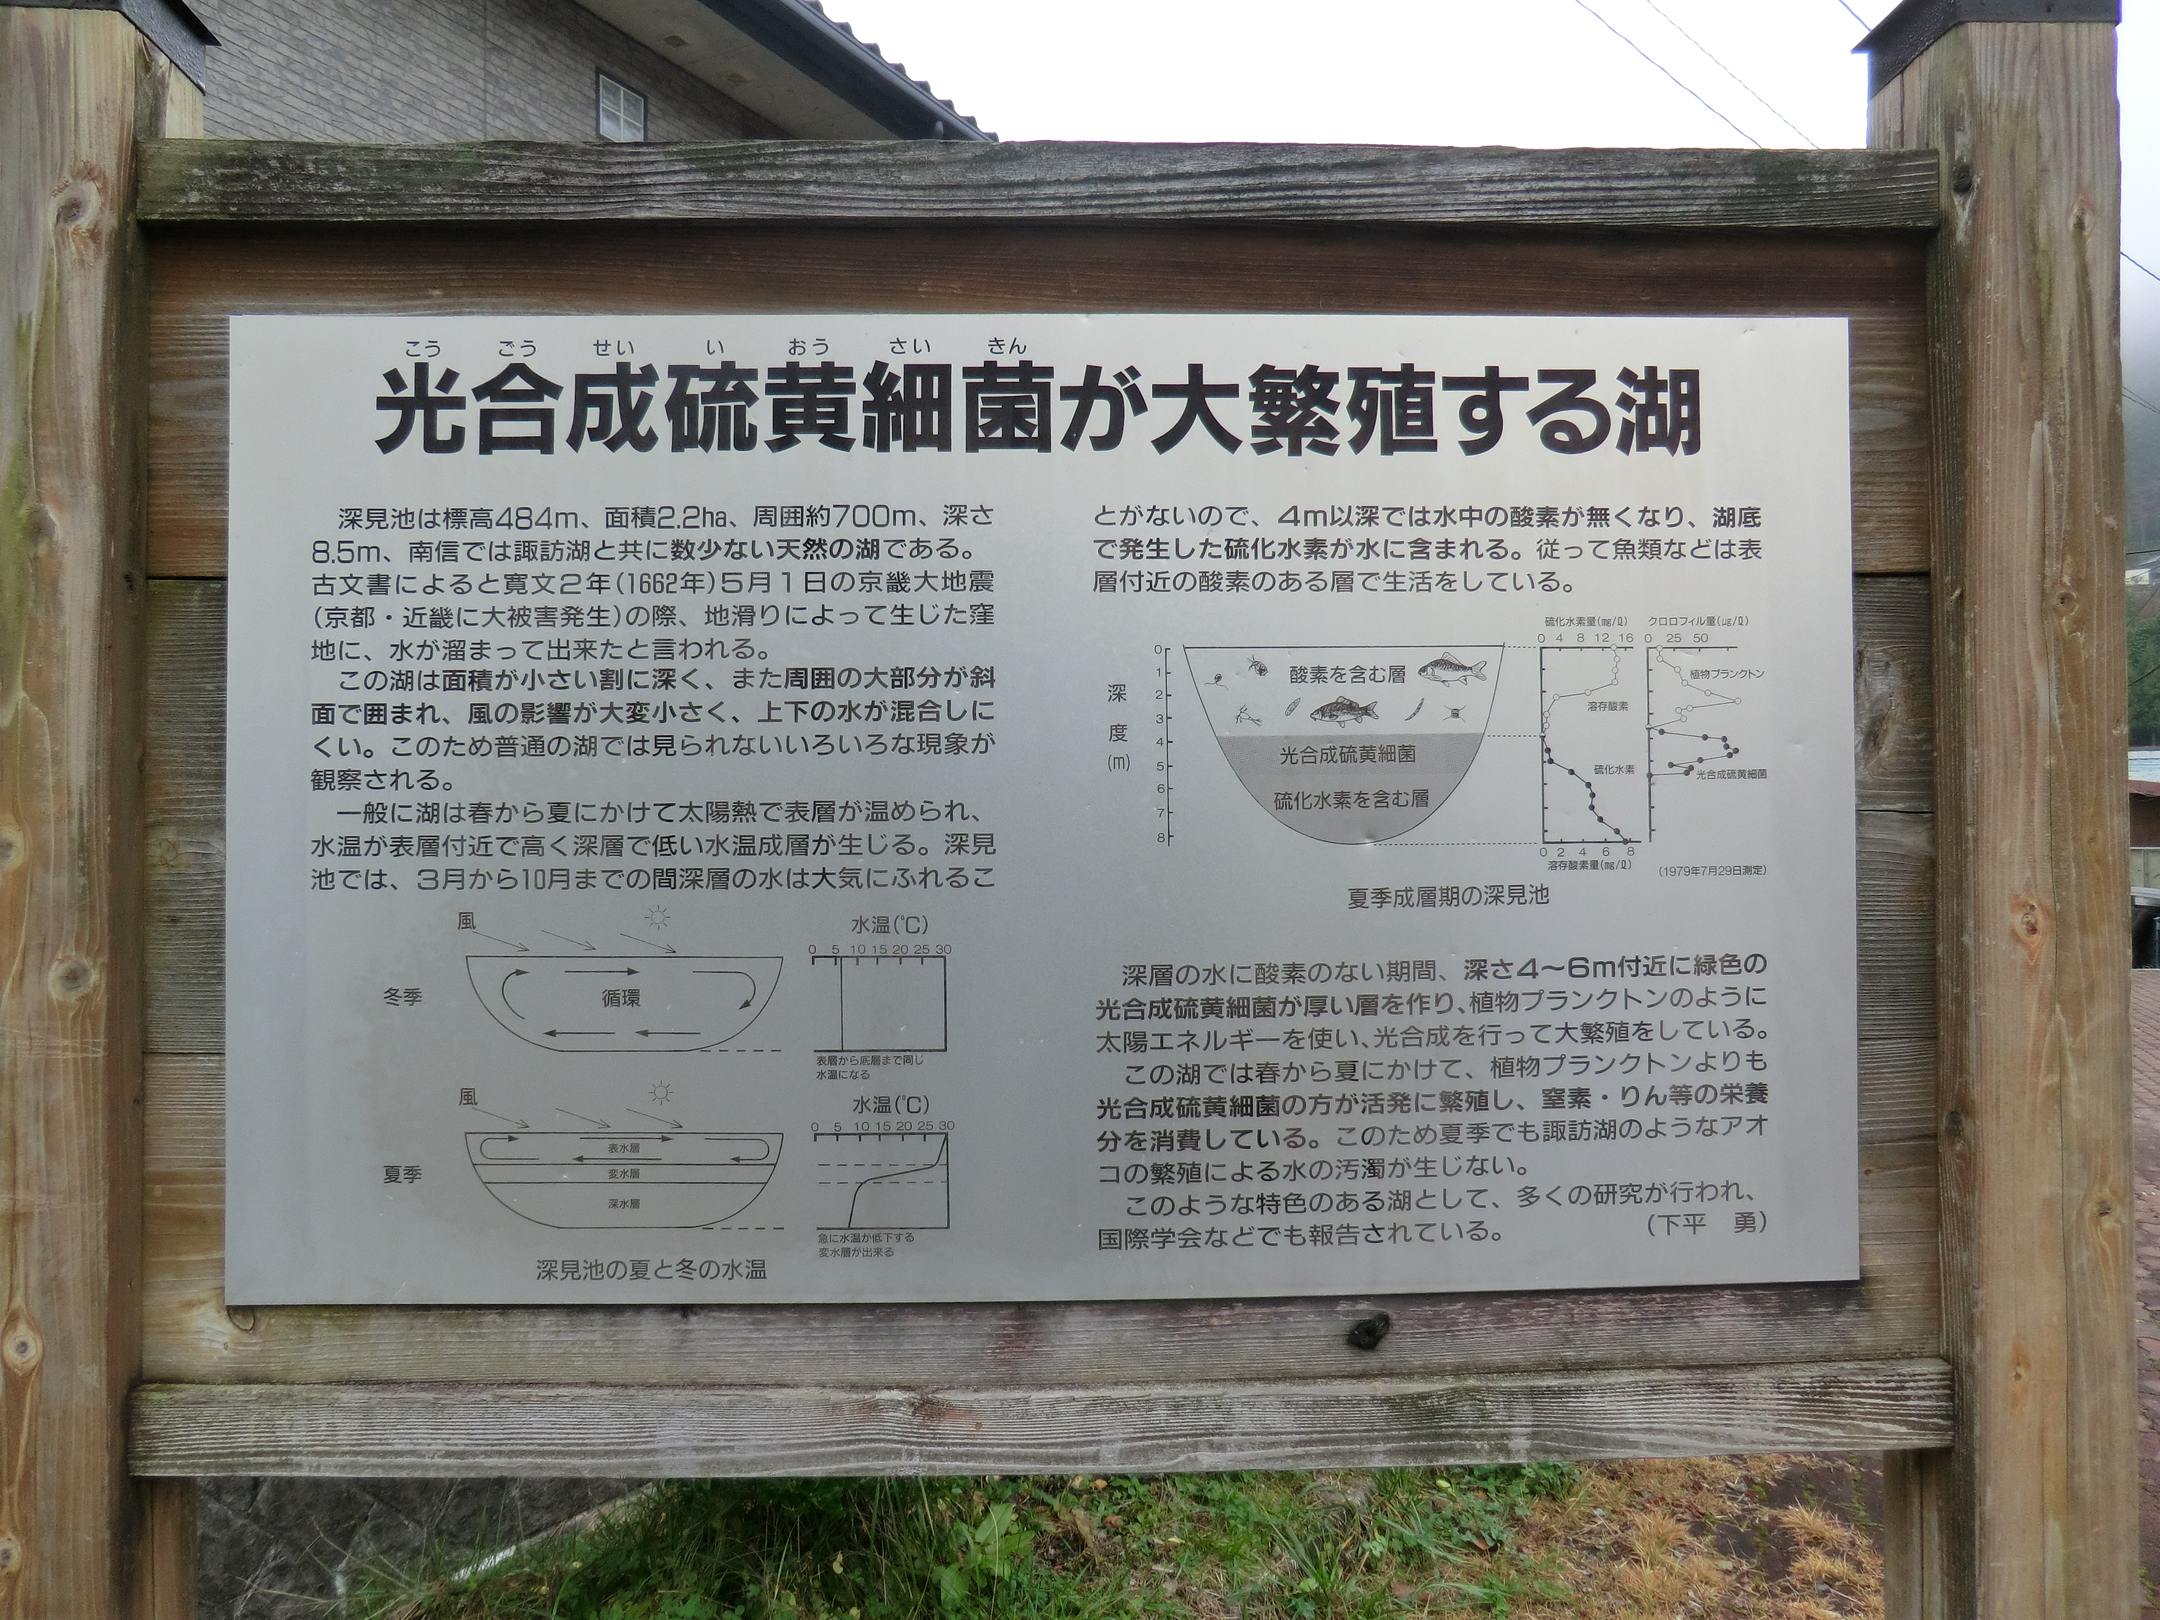 こう ごう せい い おう さい きん
光合成硫黄細菌が大繁殖する湖
深見池は標高484m、面積2.2ha、周囲約700m、深さ
8.5m、南信では諏訪湖と共に数少ない天然の湖である。
古文書によると寛文2年(1662年)5月1日の京畿大地震
(京都・近畿に大被害発生)の際、地滑りによって生じた窪
地に、水が溜まって出来たと言われる。
この湖は面積が小さい割に深く、また周囲の大部分が斜
面で囲まれ、風の影響が大変小さく、上下の水が混合しに
くい。このため普通の湖では見られないいろいろな現象が
観察される。
一般に湖は春から夏にかけて太陽熱で表層が温められ、
水温が表層付近で高く深層で低い水温成層が生じる。深見
池では、3月から10月までの間深層の水は大気にふれるこ
風
水温(℃)
0 5 10 15 20 25 30
冬季
循環
表層から底層まで同じ
水温になる
風
水温(℃)
0 5 10 15 20 25 30
夏季
表水層
変水層
深水層
急に水温が低下する
変水層が出来る
深見池の夏と冬の水温
とがないので、4m以深では水中の酸素が無くなり、湖底
で発生した硫化水素が水に含まれる。従って魚類などは表
層付近の酸素のある層で生活をしている。
硫化水素量(mg/ℓ)
0 4 8 12 16
クロロフィル量(μg/ℓ)
0 25 50
深度(m)
0
1
2
3
4
5
6
7
8
酸素を含む層
光合成硫黄細菌
硫化水素を含む層
溶存酸素
硫化水素
植物プランクトン
光合成硫黄細菌
0 2 4 6 8
溶存酸素量(mg/ℓ)
(1979年7月29日測定)
夏季成層期の深見池
深層の水に酸素のない期間、深さ4〜6m付近に緑色の
光合成硫黄細菌が厚い層を作り、植物プランクトンのように
太陽エネルギーを使い、光合成を行って大繁殖をしている。
この湖では春から夏にかけて、植物プランクトンよりも
光合成硫黄細菌の方が活発に繁殖し、窒素・りん等の栄養
分を消費している。このため夏季でも諏訪湖のようなアオ
コの繁殖による水の汚濁が生じない。
このような特色のある湖として、多くの研究が行われ、
国際学会などでも報告されている。 (下平 勇)